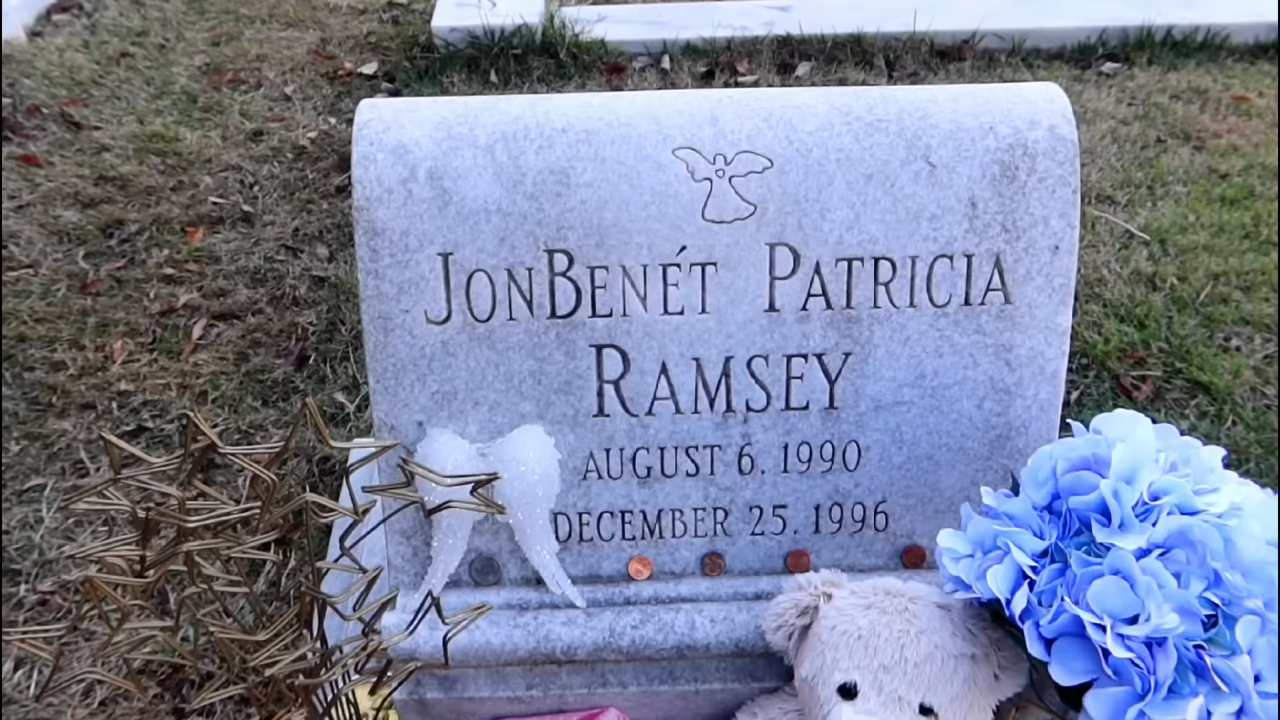 JonBenét Patricia
Ramsey
August 6, 1990
December 25, 1996